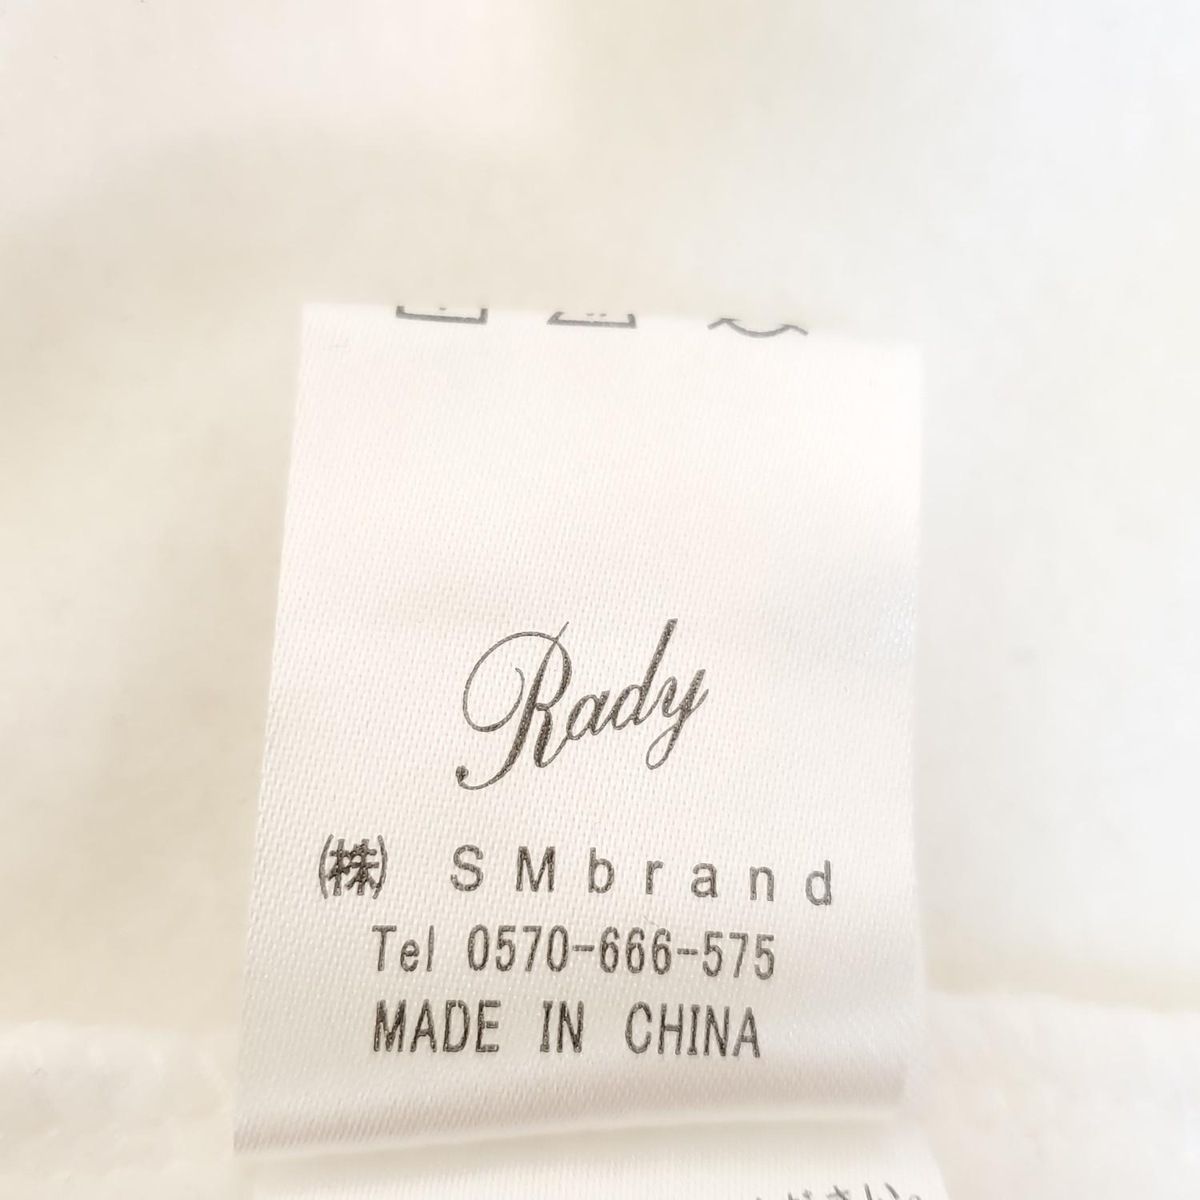 Rady
(株) SMbrand
Tel 0570-666-575
MADE IN CHINA